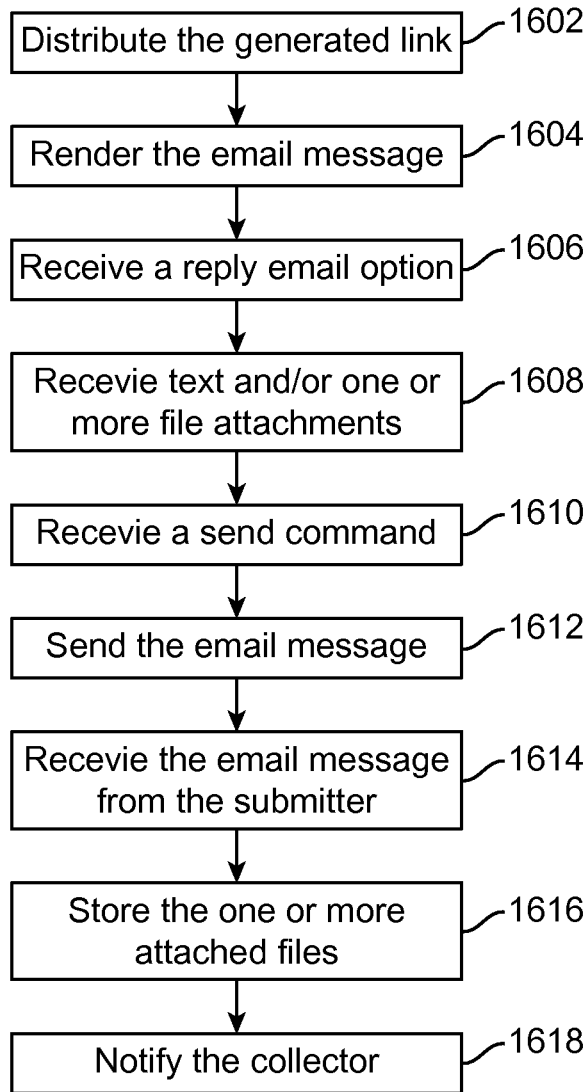 Distribute the generated link
1602
Render the email message
1604
Receive a reply email option
1606
Recevie text and/or one or
more file attachments
1608
Recevie a send command
1610
Send the email message
1612
Recevie the email message
from the submitter
1614
Store the one or more
attached files
1616
Notify the collector
1618